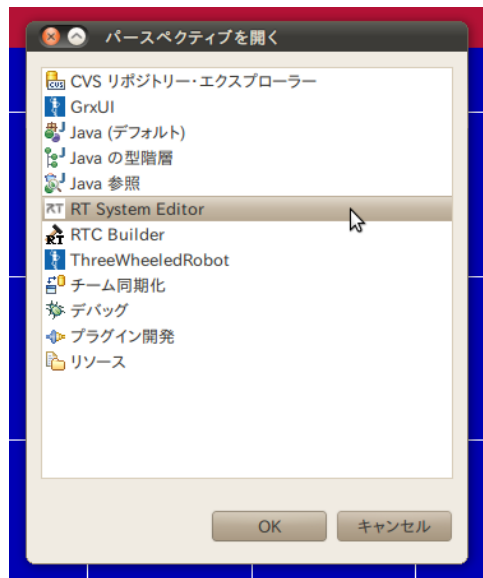 パースペクティブを開く
CVS リポジトリー・エクスプローラー
GrxUI
Java (デフォルト)
Java の型階層
Java 参照
RT RT System Editor
RTC Builder
ThreeWheeledRobot
チーム同期化
デバッグ
プラグイン開発
リソース
OK キャンセル